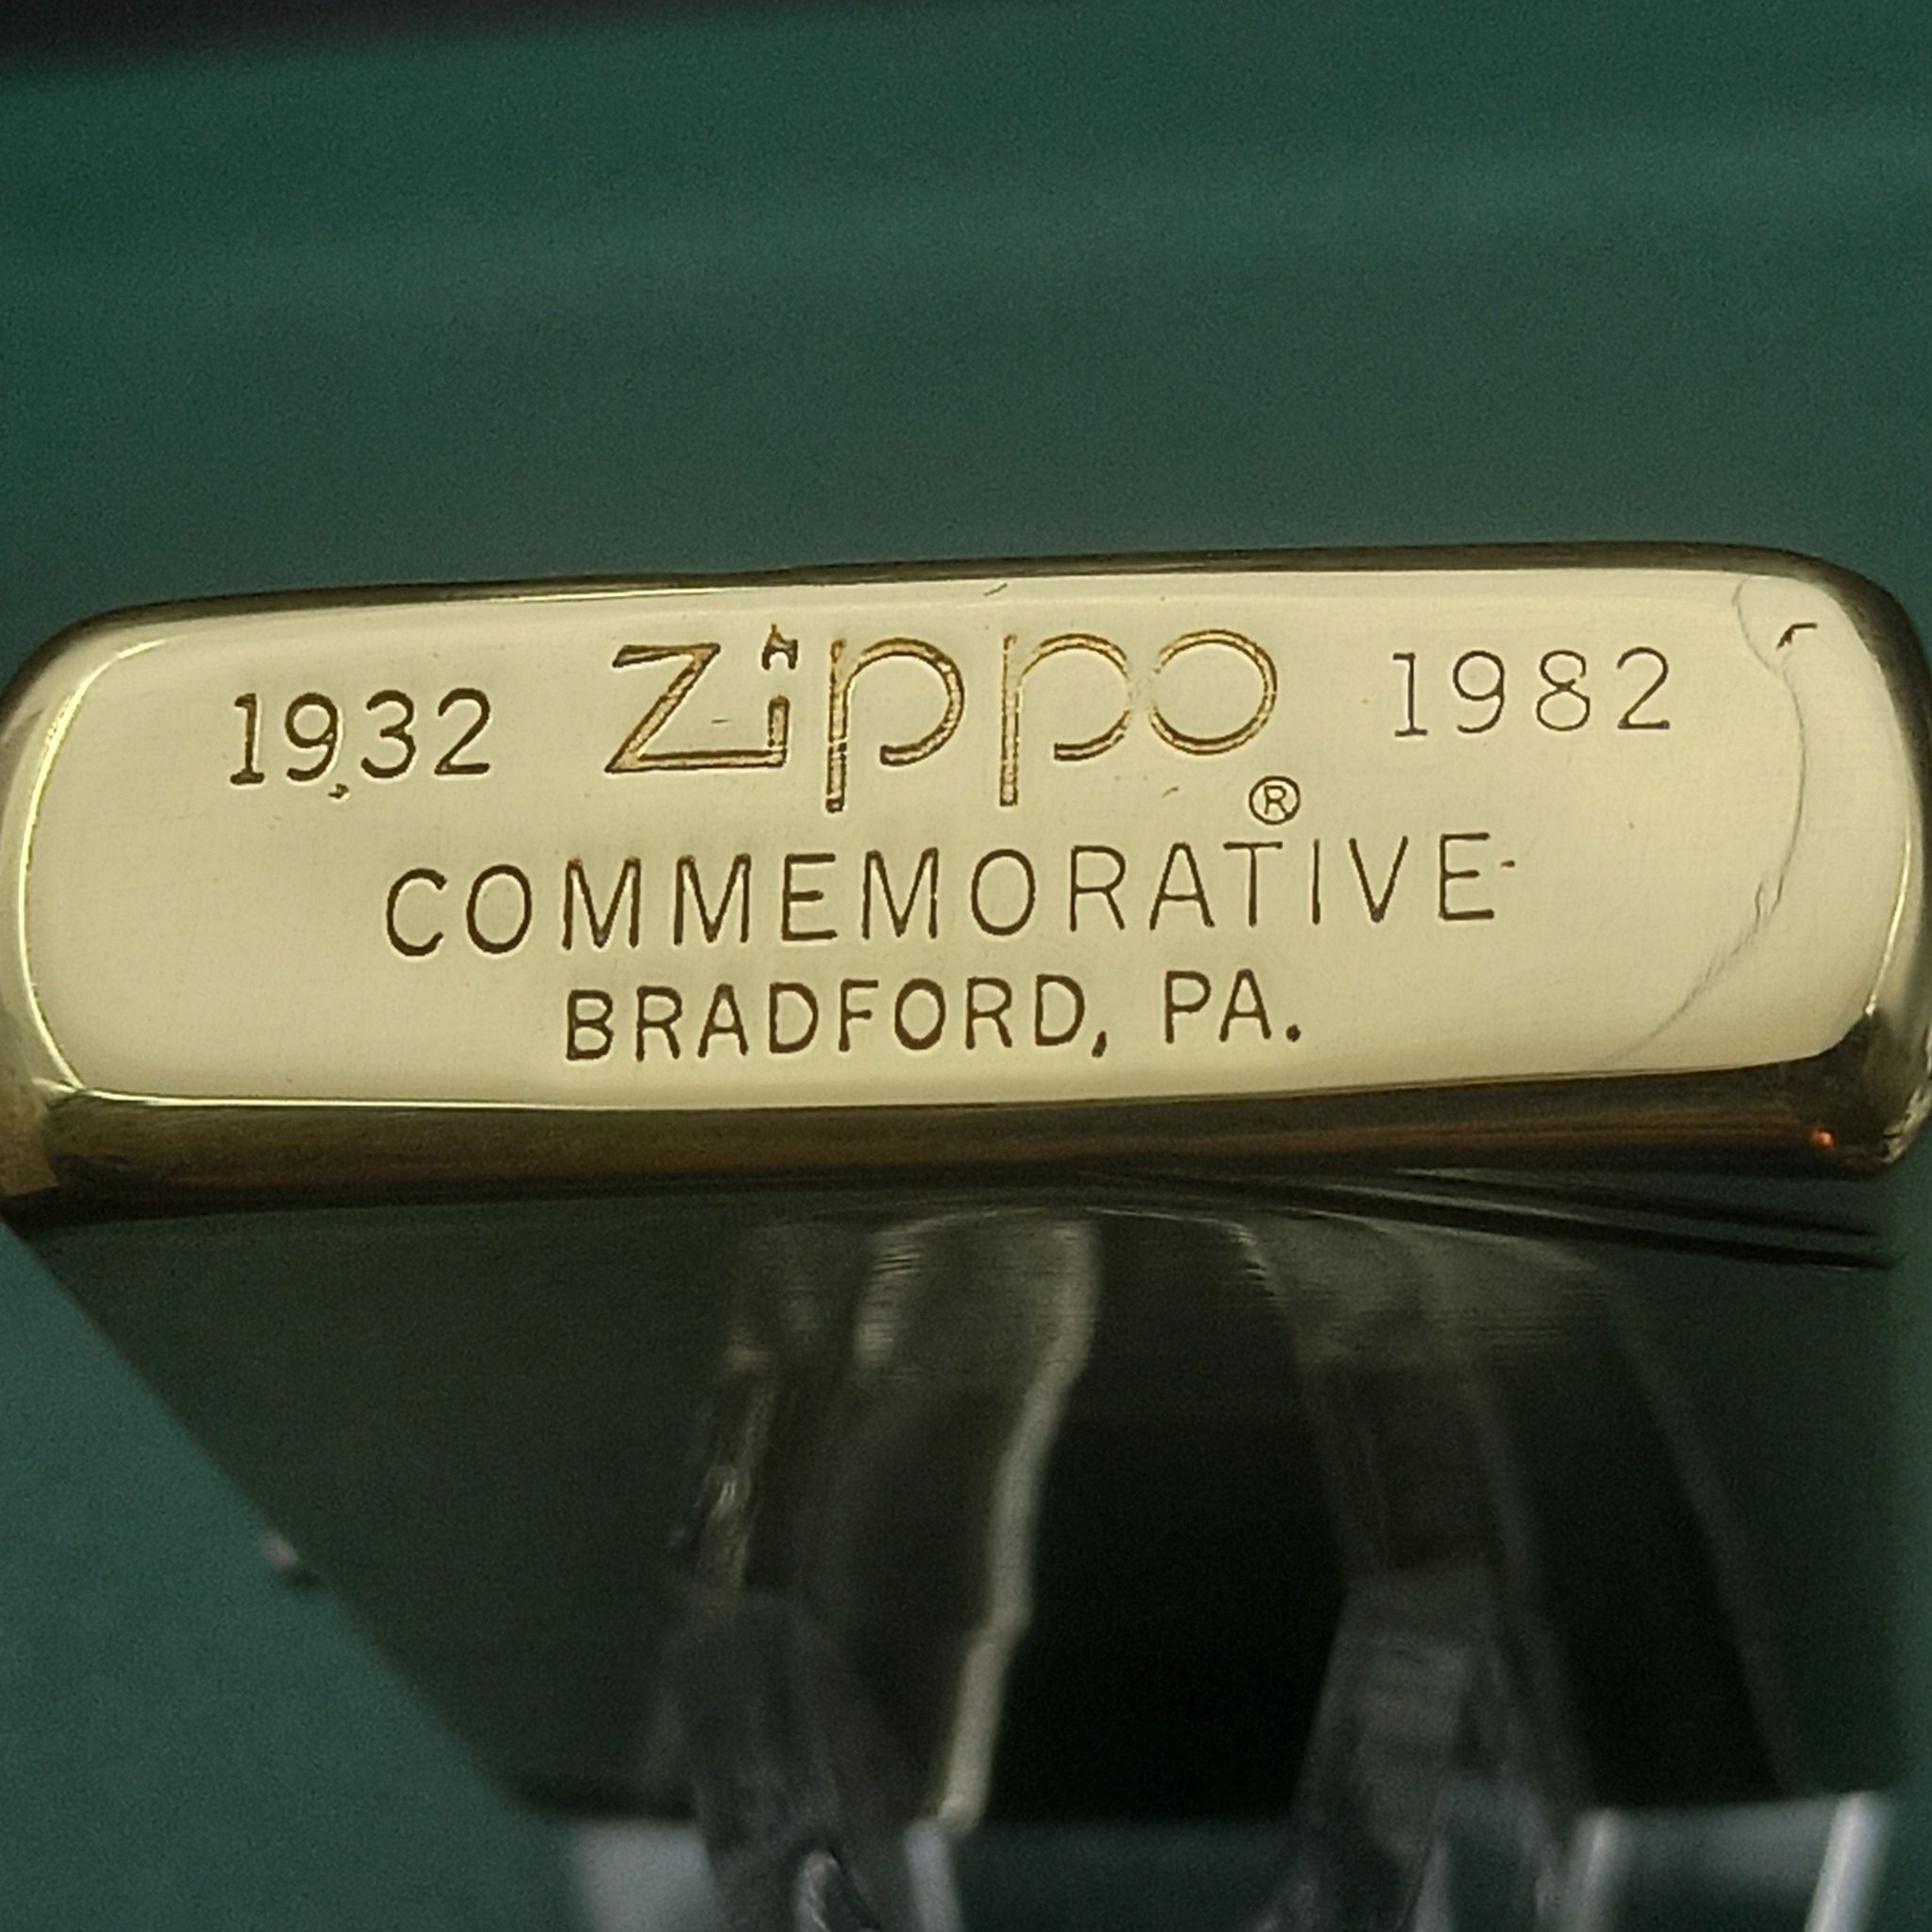 1932 Zippo® 1982
COMMEMORATIVE
BRADFORD, PA.